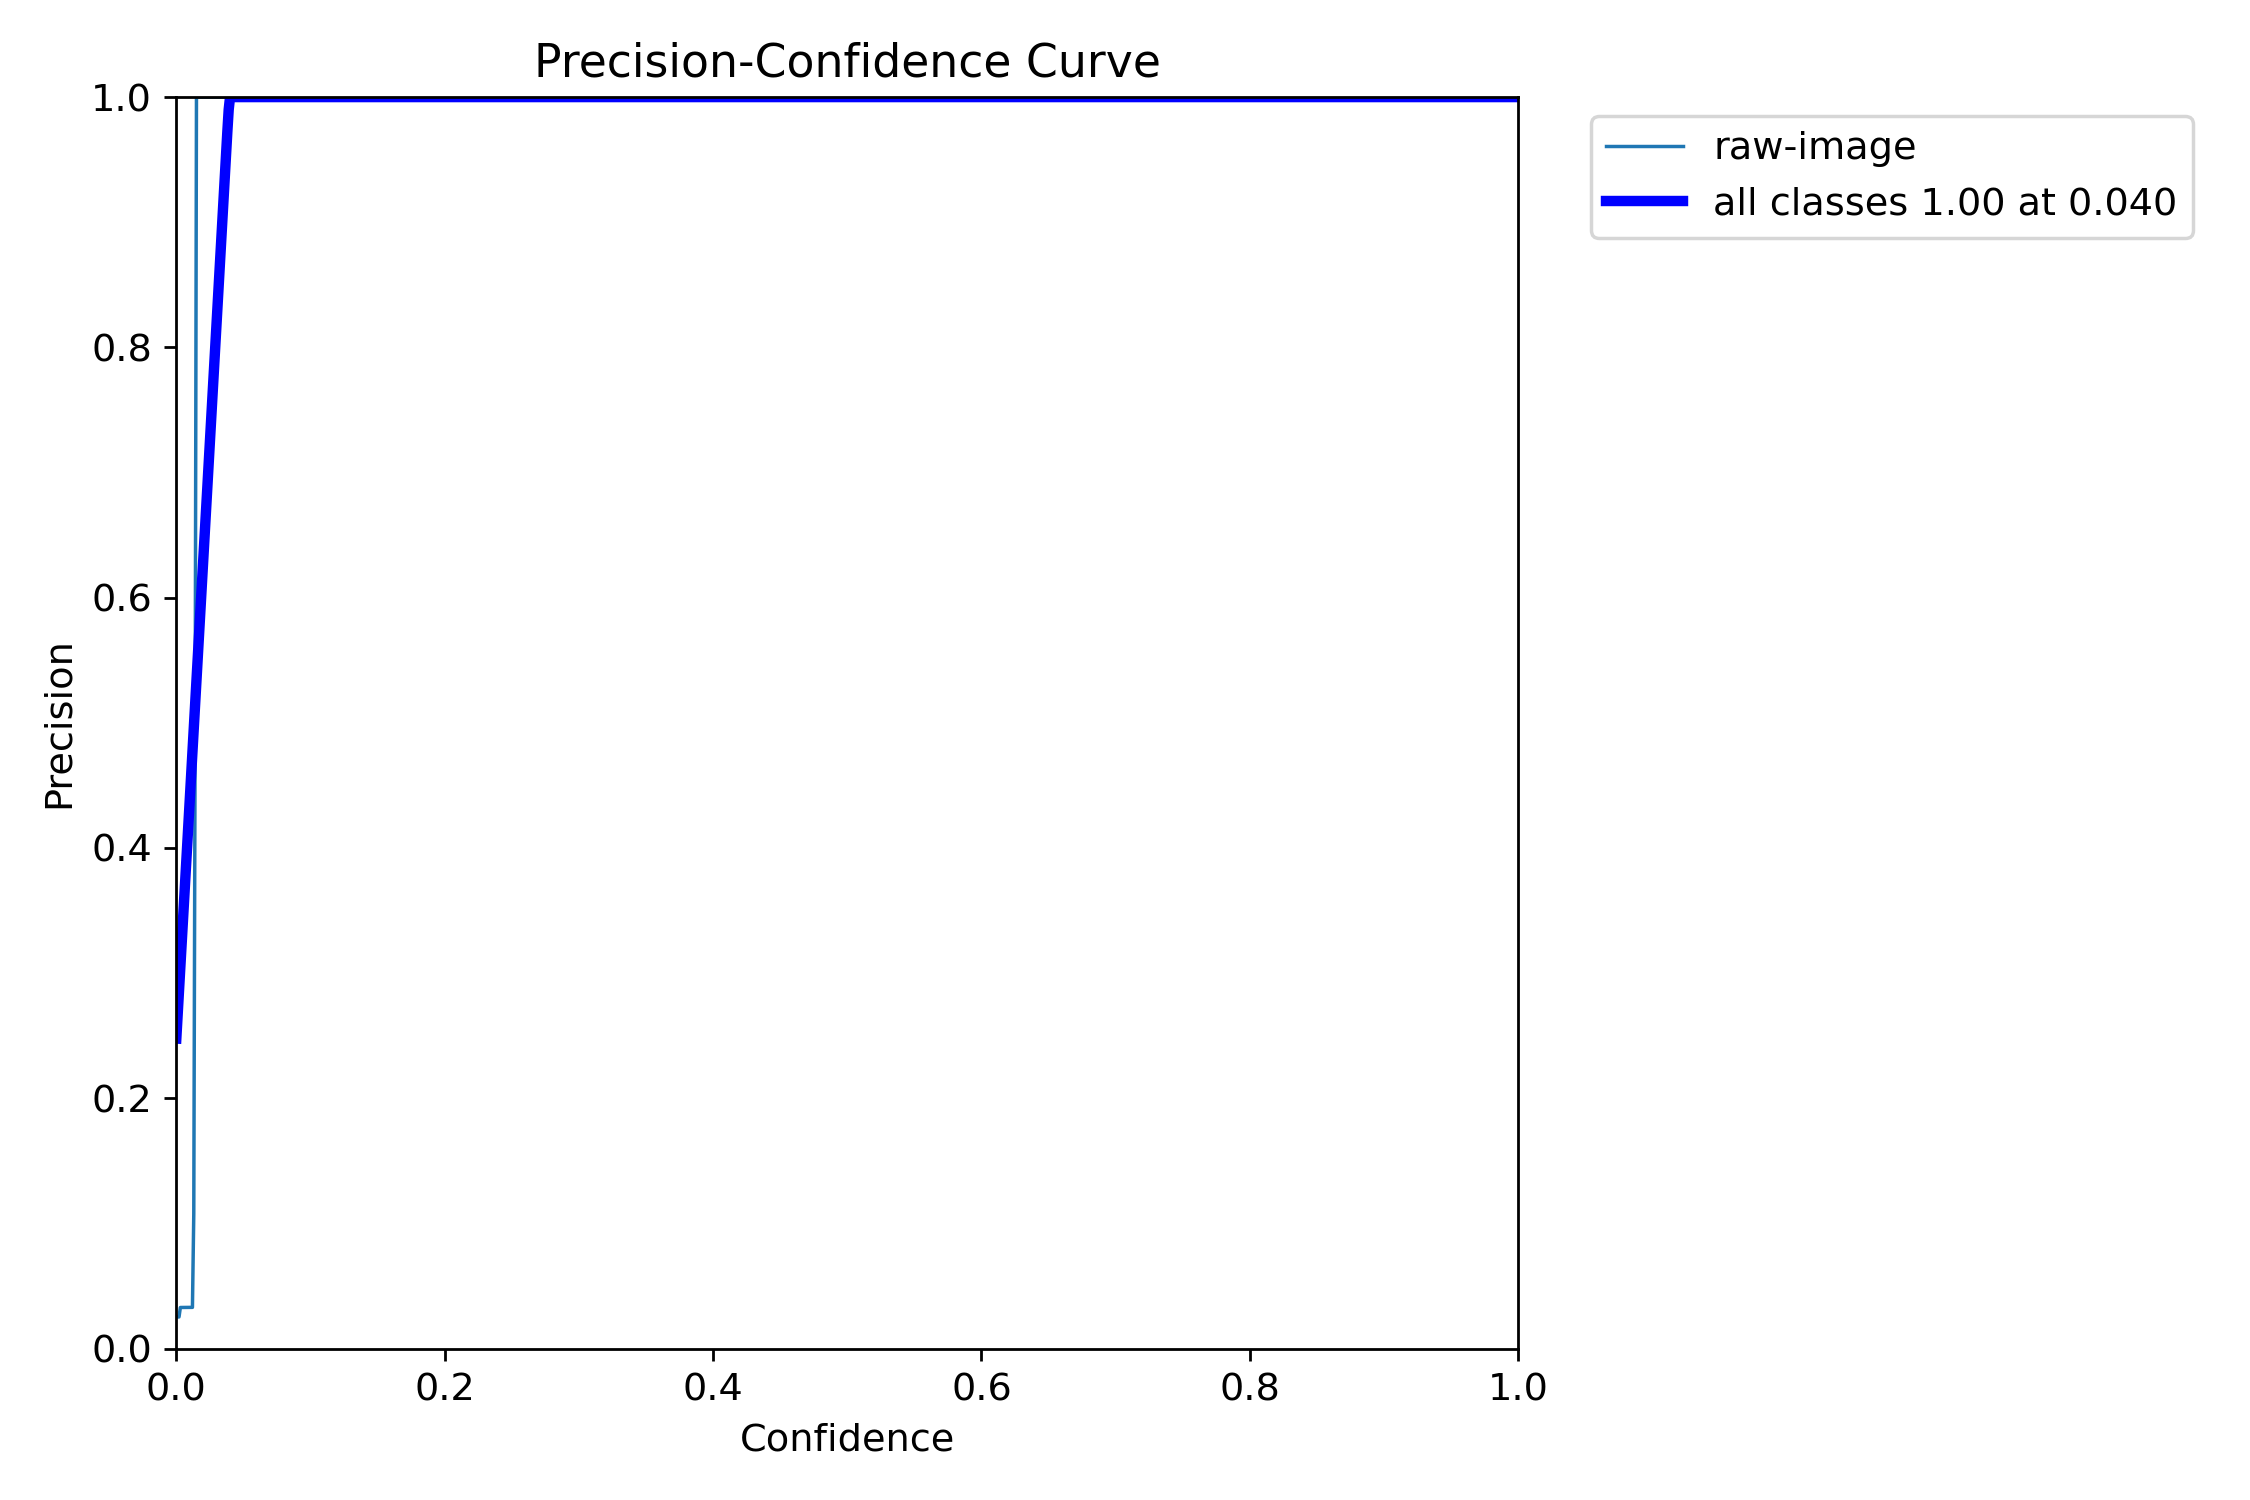 Precision-Confidence Curve
1.0
0.8
0.6
0.4
0.2
0.0
Precision
0.0 0.2 0.4 0.6 0.8 1.0
Confidence
raw-image
all classes 1.00 at 0.040